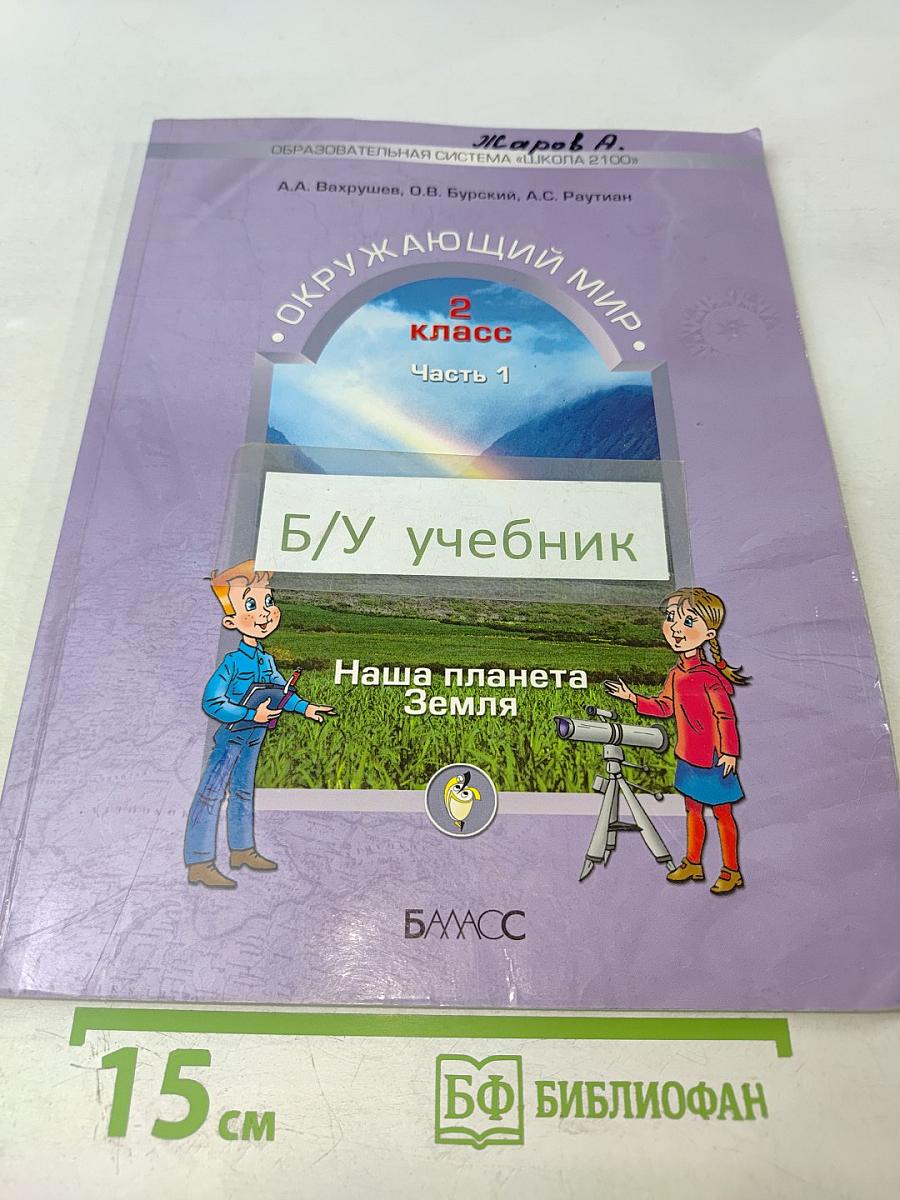 Жаров А.
ОБРАЗОВАТЕЛЬНАЯ СИСТЕМА «ШКОЛА 2100»
А.А. Вахрушев, О.В. Бурский, А.С. Раутиан
• ОКРУЖАЮЩИЙ МИР •
2
класс
Часть 1
Б/У учебник
Наша планета
Земля
БАЛАСС
15 см
БФ БИБЛИОФАН